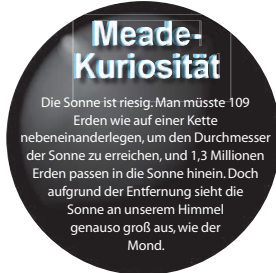 Meade-
Kuriosität
Die Sonne ist riesig. Man müsste 109
Erden wie auf einer Kette
nebeneinanderlegen, um den Durchmesser
der Sonne zu erreichen, und 1,3 Millionen
Erden passen in die Sonne hinein. Doch
aufgrund der Entfernung sieht die
Sonne an unserem Himmel
genauso groß aus, wie der
Mond.